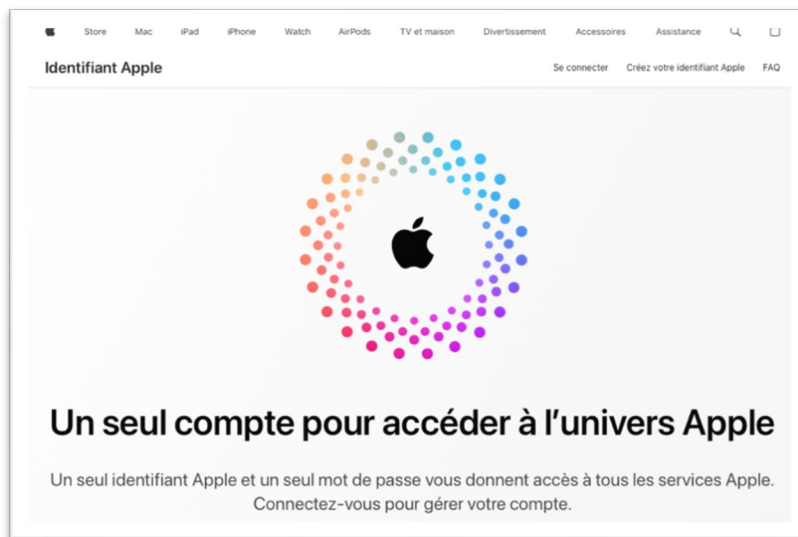 Store Mac iPad iPhone Watch AirPods TV et maison Divertissement Accessoires Assistance
Identifiant Apple Se connecter Créez votre identifiant Apple FAQ
Un seul compte pour accéder à l’univers Apple
Un seul identifiant Apple et un seul mot de passe vous donnent accès à tous les services Apple.
Connectez-vous pour gérer votre compte.